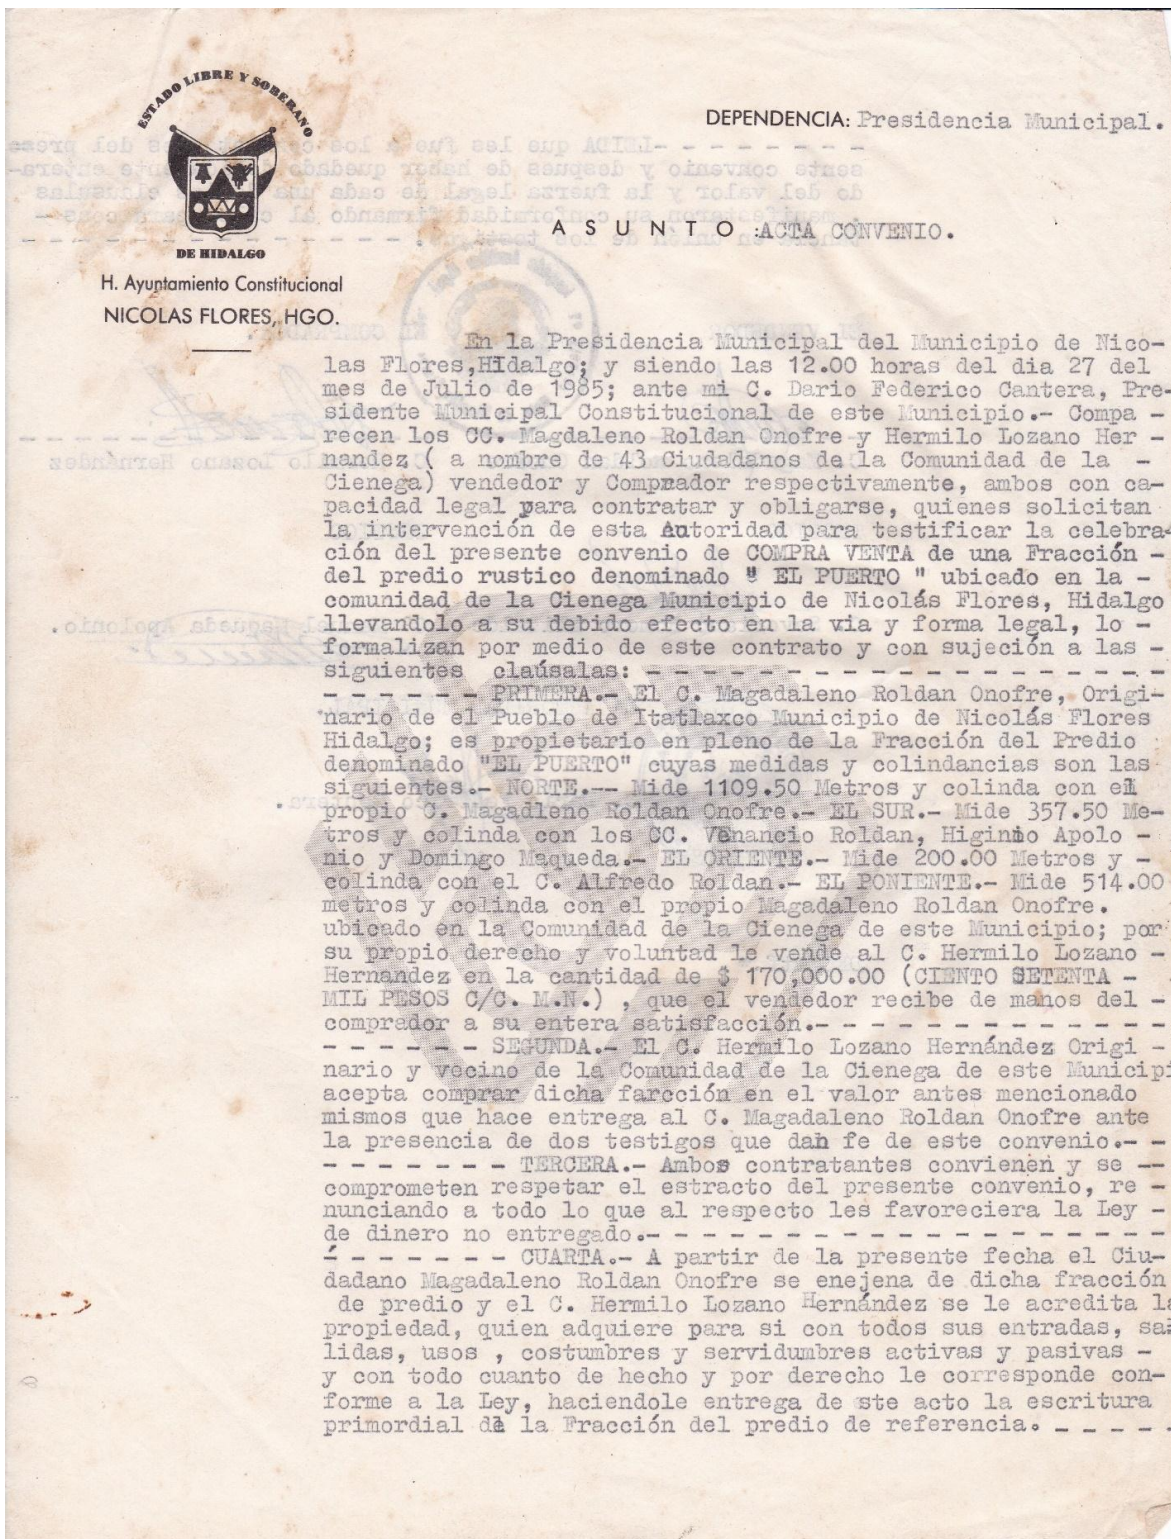 ESTADO LIBRE Y SOBERANO
DE HIDALGO
H. Ayuntamiento Constitucional
NICOLAS FLORES, HGO.
DEPENDENCIA: Presidencia Municipal.
ASUNTO :ACTA CONVENIO.
En la Presidencia Municipal del Municipio de Nico-
las Flores,HIdalgo; y siendo las 12.00 horas del dia 27 del
mes de Julio de 1985; ante mi C. Dario Federico Cantera, Pre-
sidente Municipal Constitucional de este Municipio.- Compa -
recen los CC. Magdaleno Roldan Onofre y Hermilo Lozano Her -
nandez ( a nombre de 43 Ciudadanos de la Comunidad de la -
Cienega) vendedor y Comprador respectivamente, ambos con ca-
pacidad legal para contratar y obligarse, quienes solicitan
la intervención de esta Autoridad para testificar la celebra-
ción del presente convenio de COMPRA VENTA de una Fracción -
del predio rustico denominado " EL PUERTO " ubicado en la -
comunidad de la Cienega Municipio de Nicolás Flores, Hidalgo
llevandolo a su debido efecto en la via y forma legal, lo -
formalizan por medio de este contrato y con sujeción a las -
siguientes claúsalas: - - - - - - - - - - - - - - - - - -
- - - - - - PRIMERA.- El C. Magadaleno Roldan Onofre, Origi-
nario de el Pueblo de Itatlaxco Municipio de Nicolás Flores
Hidalgo; es propietario en pleno de la Fracción del Predio
denominado "EL PUERTO" cuyas medidas y colindancias son las
siguientes.- NORTE.-- Mide 1109.50 Metros y colinda con el
propio C. Magadleno Roldan Onofre.- EL SUR.- Mide 357.50 Me-
tros y colinda con los CC. Venancio Roldan, Higinio Apolo -
nio y Domingo Maqueda.- EL ORIENTE.- Mide 200.00 Metros y -
colinda con el C. Alfredo Roldan.- EL PONIENTE.- Mide 514.00
metros y colinda con el propio Magadaleno Roldan Onofre.
ubicado en la Comunidad de la Cienega de este Municipio; por
su propio derecho y voluntad le vende al C. Hermilo Lozano -
Hernandez en la cantidad de $ 170,000.00 (CIENTO SETENTA -
MIL PESOS C/C. M.N.) , que el vendedor recibe de manos del -
comprador a su entera satisfacción.- - - - - - - - - - - - -
- - - - - - SEGUNDA.- El C. Hermilo Lozano Hernández Origi -
nario y vecino de la Comunidad de la Cienega de este Municipi
acepta comprar dicha farcción en el valor antes mencionado
mismos que hace entrega al C. Magadaleno Roldan Onofre ante
la presencia de dos testigos que dan fe de este convenio.- -
- - - - - - - TERCERA.- Ambos contratantes convienen y se --
comprometen respetar el estracto del presente convenio, re -
nunciando a todo lo que al respecto les favoreciera la Ley -
de dinero no entregado.- - - - - - - - - - - - - - - - - -
- - - - - - - CUARTA.- A partir de la presente fecha el Ciu-
dadano Magadaleno Roldan Onofre se enejena de dicha fracción
de predio y el C. Hermilo Lozano Hernández se le acredita la
propiedad, quien adquiere para si con todos sus entradas, sa-
lidas, usos , costumbres y servidumbres activas y pasivas -
y con todo cuanto de hecho y por derecho le corresponde con-
forme a la Ley, haciendole entrega de ste acto la escritura
primordial de la Fracción del predio de referencia. - - - - -